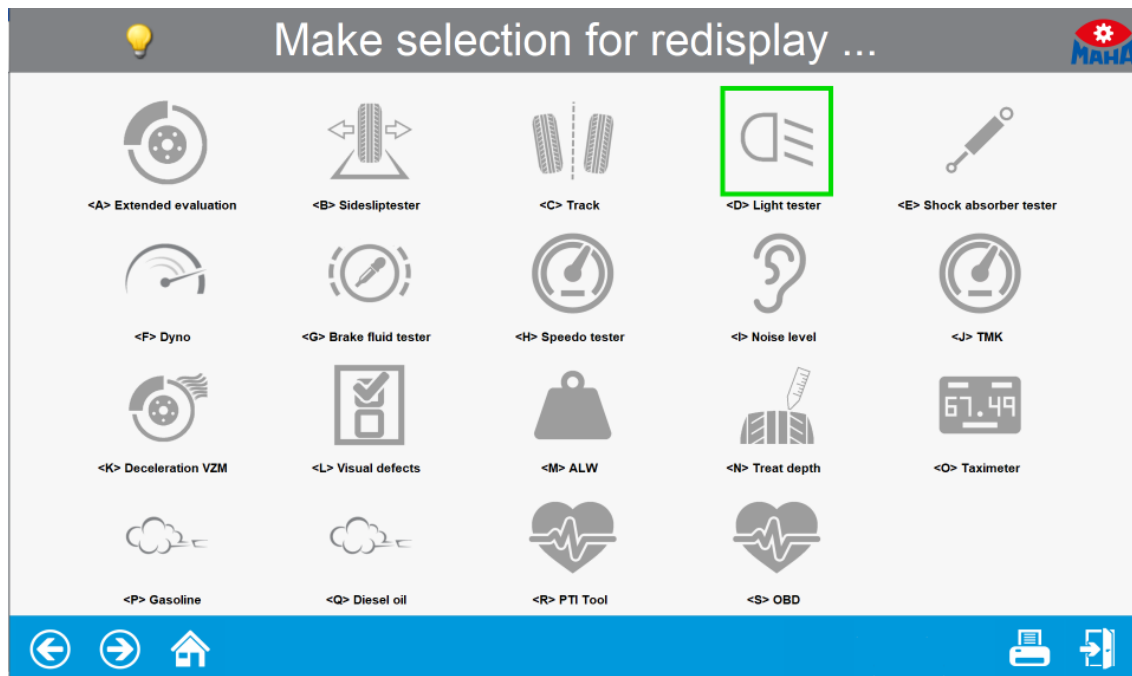 Make selection for redisplay ...
MAHA
<A> Extended evaluation
<B> Sidesliptester
<C> Track
<D> Light tester
<E> Shock absorber tester
<F> Dyno
<G> Brake fluid tester
<H> Speedo tester
<I> Noise level
<J> TMK
<K> Deceleration VZM
<L> Visual defects
<M> ALW
<N> Treat depth
67.49
<O> Taximeter
<P> Gasoline
<Q> Diesel oil
<R> PTI Tool
<S> OBD